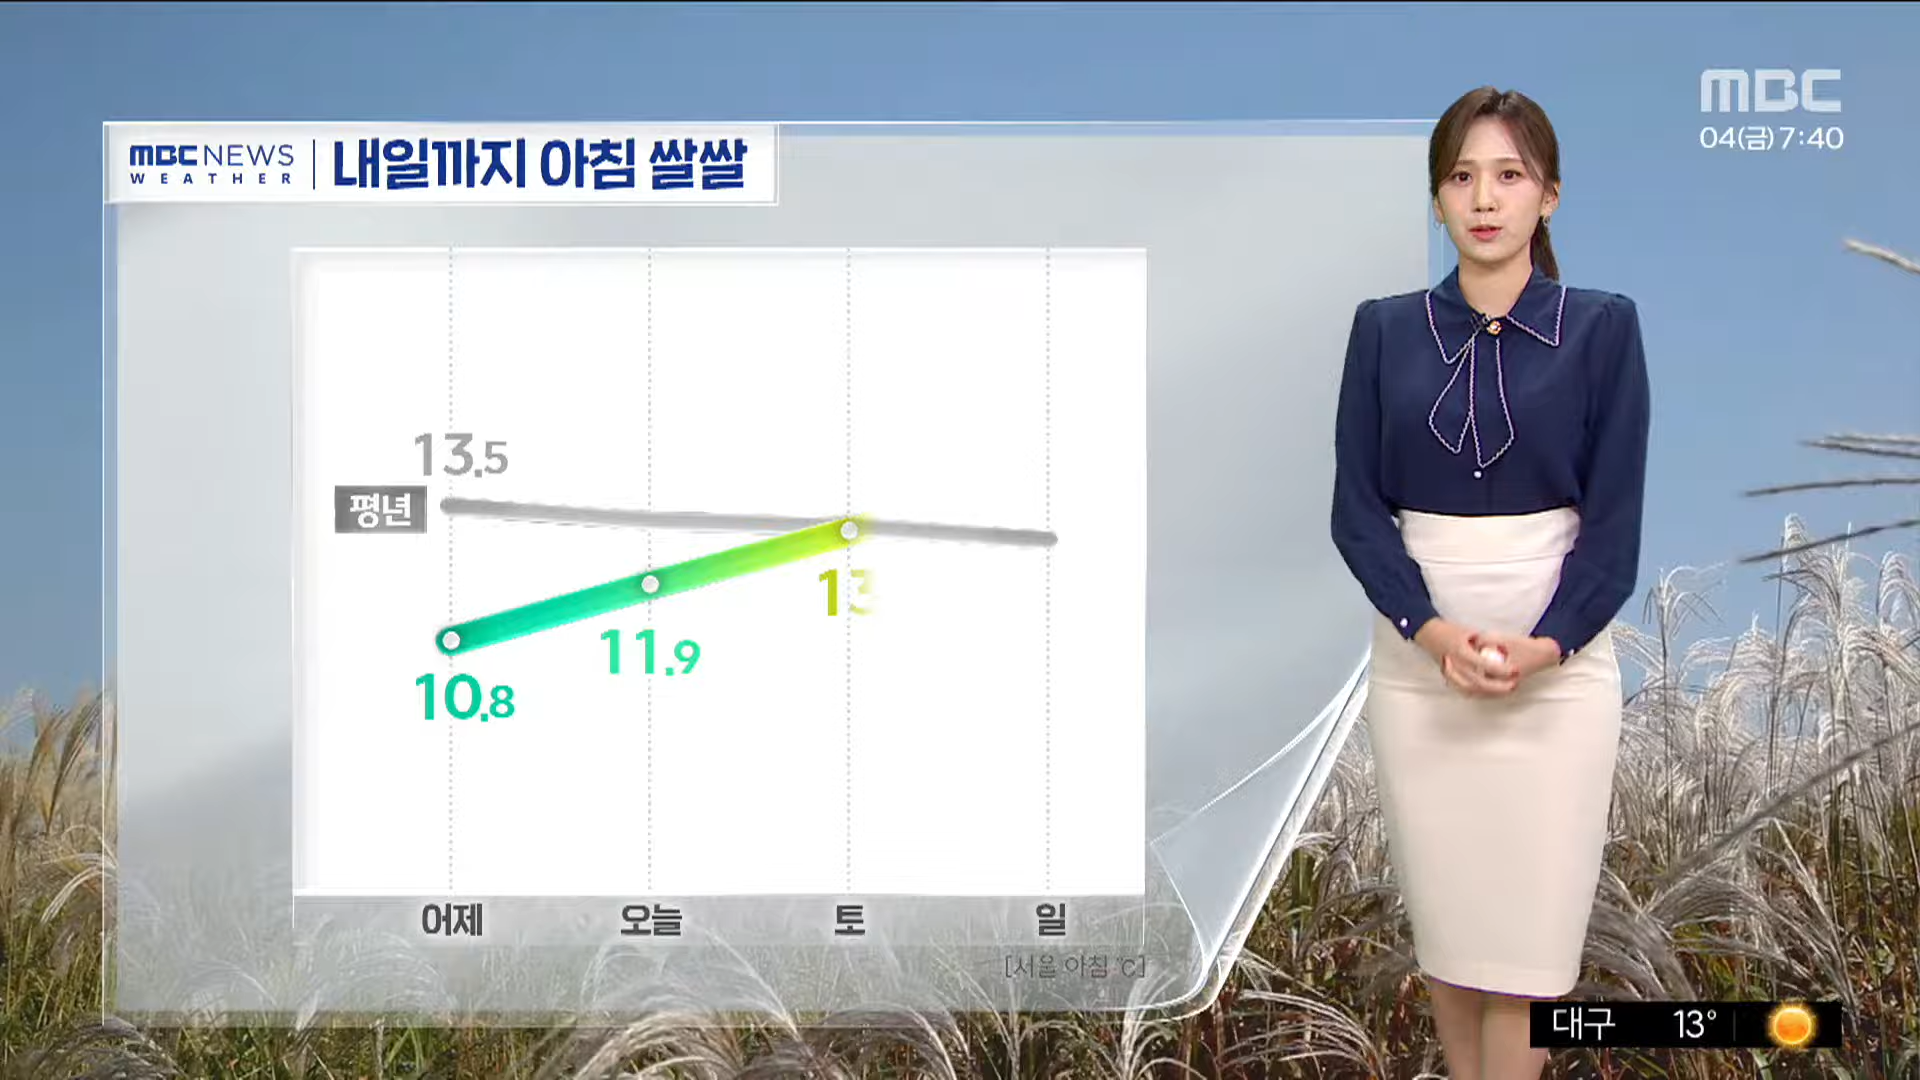 MBC
04(금)7:40
MBC NEWS
WEATHER
내일까지 아침 쌀쌀
13.5
평년
13
11.9
10.8
어제 오늘 토 일
[서울 아침 ℃]
대구 13°